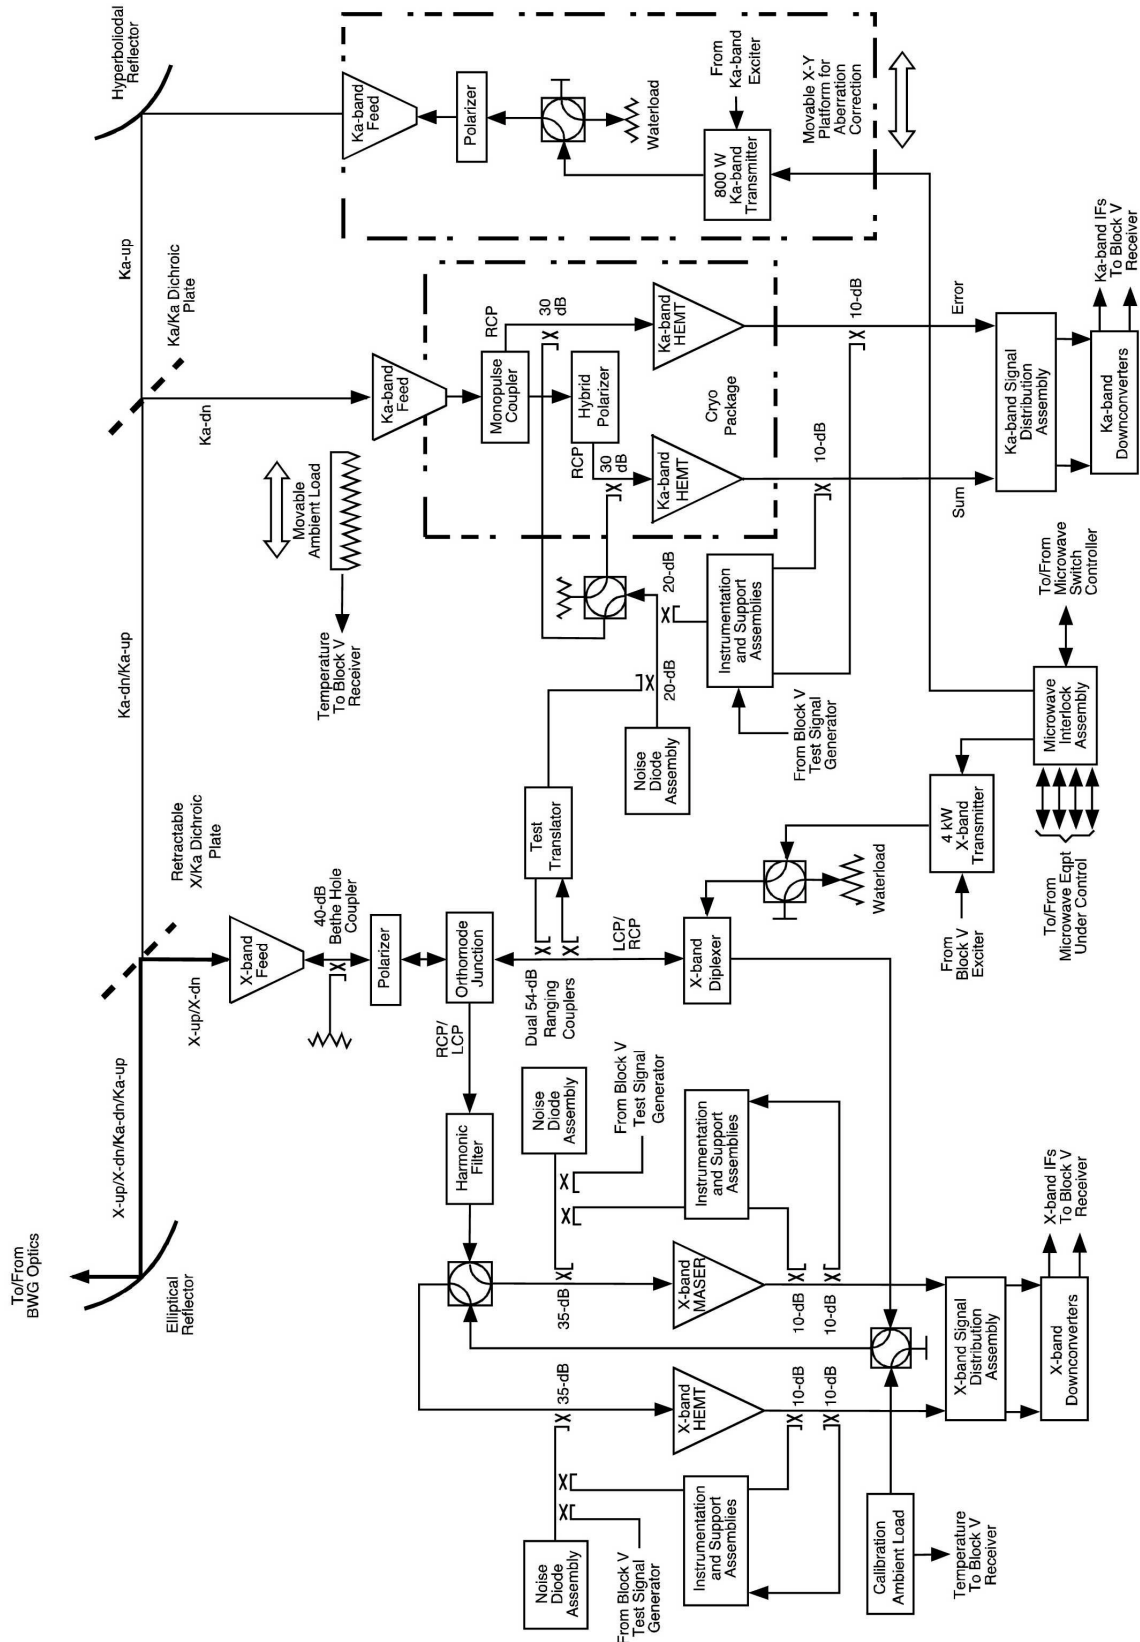 To/From
BWG Optics
Elliptical
Reflector
X-up/X-dn/Ka-dn/Ka-up
X-up/X-dn
Retractable
X/Ka Dichroic
Plate
Ka-dn/Ka-up
Ka-dn
Ka/Ka Dichroic
Plate
Ka-up
Hyperboliodal
Reflector
X-band
Feed
40-dB
Bethe Hole
Coupler
Polarizer
Orthomode
Junction
RCP/
LCP
Harmonic
Filter
Dual 54-dB
Ranging
Couplers
LCP/
RCP
Test
Translator
X-band
Diplexer
Waterload
4 kW
X-band
Transmitter
From
Block V
Exciter
Microwave
Interlock
Assembly
To/From
Microwave Eqpt
Under Control
To/From
Microwave
Switch
Controller
Noise
Diode
Assembly
From Block V
Test Signal
Generator
35-dB
X-band
HEMT
Instrumentation
and Support
Assemblies
10-dB
10-dB
Noise
Diode
Assembly
From Block V
Test Signal
Generator
35-dB
X-band
MASER
Instrumentation
and Support
Assemblies
10-dB
10-dB
Calibration
Ambient Load
Temperature
To Block V
Receiver
X-band Signal
Distribution
Assembly
X-band
Downconverters
X-band IFs
To Block V
Receiver
Movable
Ambient Load
Temperature
To Block V
Receiver
Ka-band
Feed
Monopulse
Coupler
RCP
Hybrid
Polarizer
RCP
30
dB
30
dB
Ka-band
HEMT
Ka-band
HEMT
Cryo
Package
20-dB
20-dB
Noise
Diode
Assembly
Instrumentation
and Support
Assemblies
From Block V
Test Signal
Generator
10-dB
10-dB
Sum
Error
Ka-band Signal
Distribution
Assembly
Ka-band
Downconverters
Ka-band IFs
To Block V
Receiver
Ka-band
Feed
Polarizer
Waterload
800 W
Ka-band
Transmitter
From
Ka-band
Exciter
Movable X-Y
Platform for
Aberration
Correction